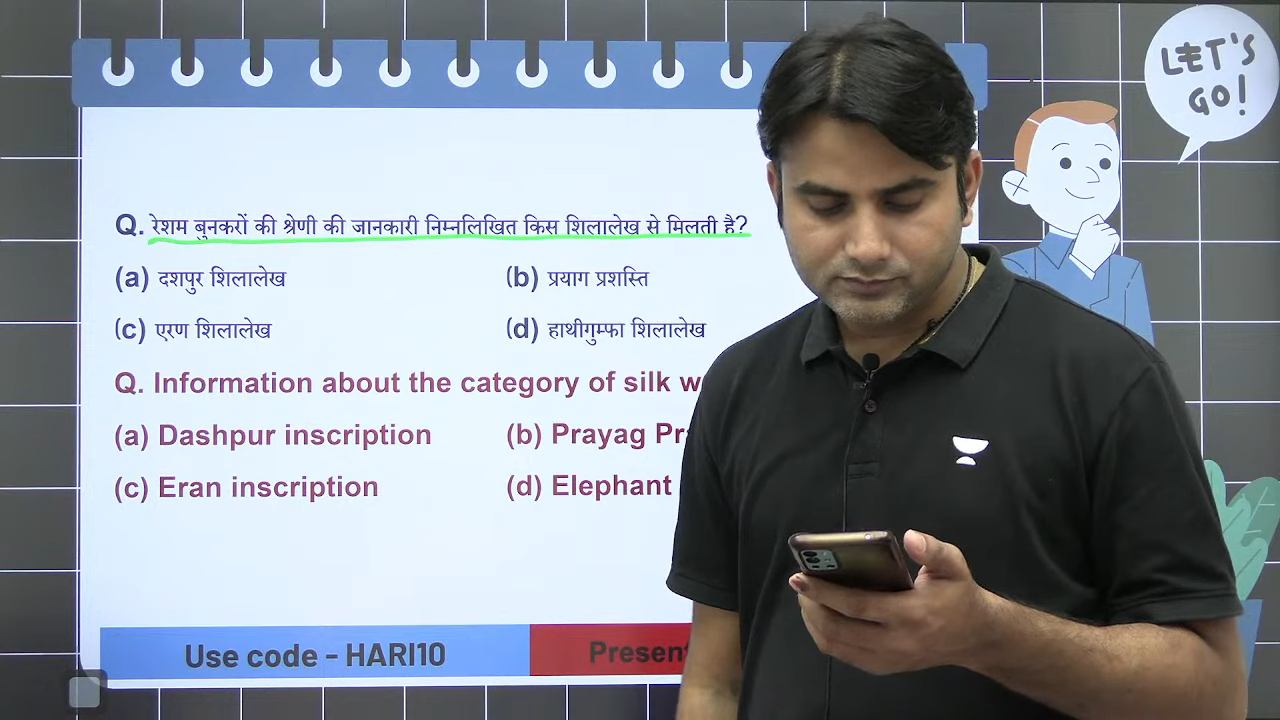 LET'S
GO!
Q. रेशम बुनकरों की श्रेणी की जानकारी निम्नलिखित किस शिलालेख से मिलती है?
(a) दशपुर शिलालेख (b) प्रयाग प्रशस्ति
(c) एरण शिलालेख (d) हाथीगुम्फा शिलालेख
Q. Information about the category of silk
(a) Dashpur inscription (b) Prayag
(c) Eran inscription (d) Elephant
Use code - HARI10 Present